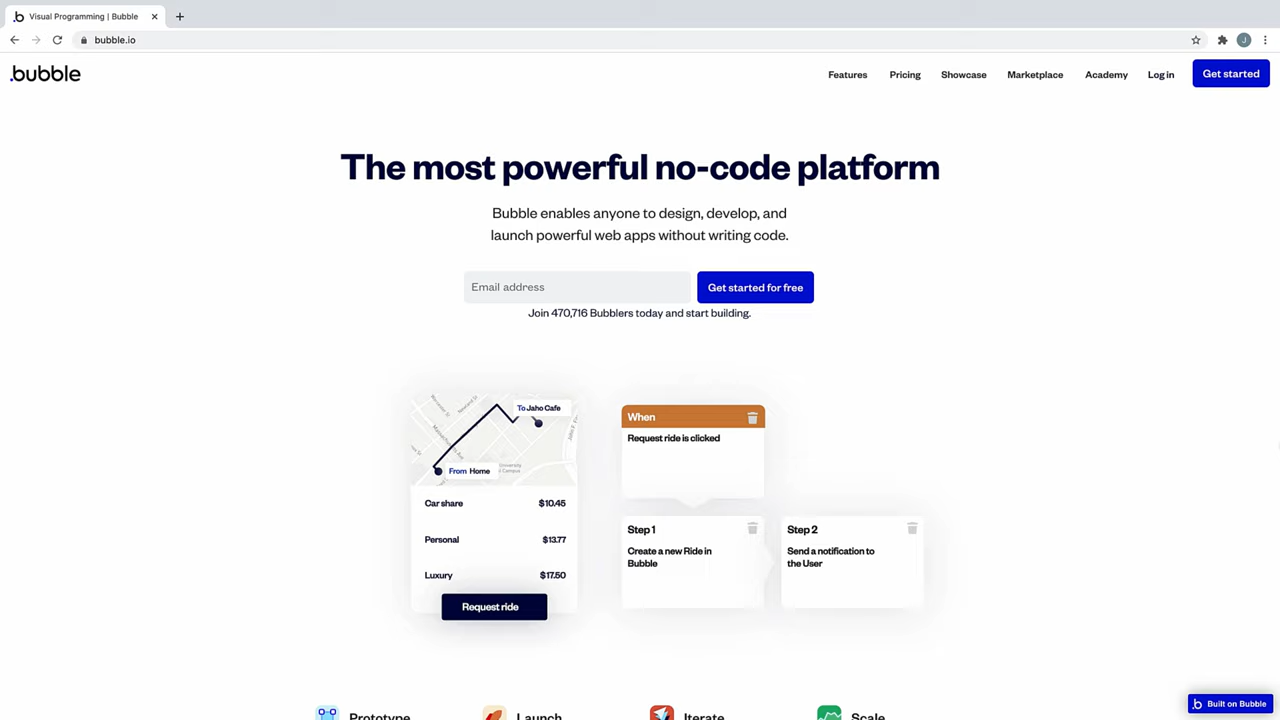 Visual Programming | Bubble
bubble.io
J
.bubble
Features Pricing Showcase Marketplace Academy Log in Get started
The most powerful no-code platform
Bubble enables anyone to design, develop, and
launch powerful web apps without writing code.
Email address Get started for free
Join 470,716 Bubblers today and start building.
To Jaho Cafe
From Home
University
Campus
Car share $10.45
Personal $13.77
Luxury $17.50
Request ride
When
Request ride is clicked
Step 1
Create a new Ride in
Bubble
Step 2
Send a notification to
the User
Prototype Launch Iterate Scale
Built on Bubble